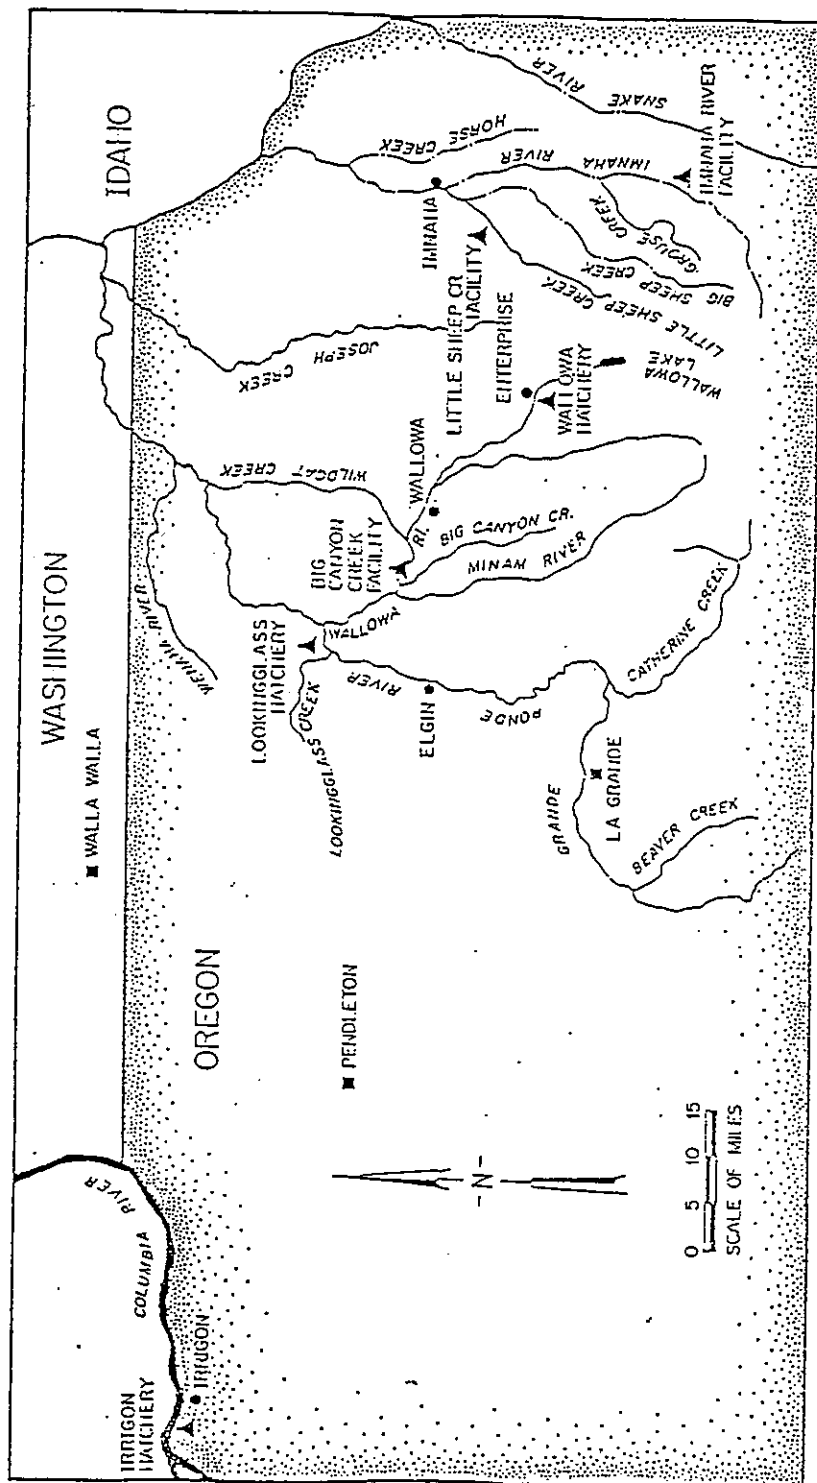 WASHINGTON
IDAHO
OREGON
WALLA WALLA
PENDLETON
COLUMBIA
RIVER
IRRIGON
HATCHERY
IRRIGON
WENAHA RIVER
LOOKINGGLASS
HATCHERY
LOOKINGGLASS
CREEK
WILDCAT CREEK
BIG
CANYON
CREEK
FACILITY
WALLOWA
RI.
WALLOWA
BIG CANYON CR.
MINAM RIVER
ELGIN
GRANDE
RONDE
RIVER
LA GRANDE
CATHERINE CREEK
BEAVER CREEK
JOSEPH
CREEK
ENTERPRISE
WALLOWA
HATCHERY
WALLOWA
LAKE
LITTLE SHEEP CR
FACILITY
LITTLE SHEEP CREEK
BIG SHEEP CREEK
GROUSE CREEK
IMNAHA
IMNAHA
RIVER
HORSE
CREEK
SNAKE
RIVER
IMNAHA RIVER
FACILITY
-N-
0 5 10 15
SCALE OF MILES